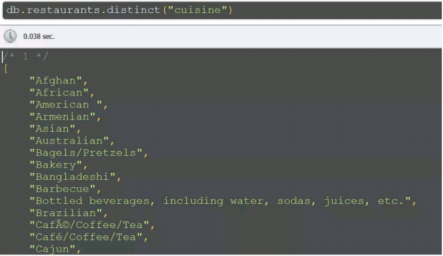 db.restaurants.distinct("cuisine")
0.038 sec.
/* 1 */
[
"Afghan",
"African",
"American ",
"Armenian",
"Asian",
"Australian",
"Bagels/Pretzels",
"Bakery",
"Bangladeshi",
"Barbecue",
"Bottled beverages, including water, sodas, juices, etc.",
"Brazilian",
"CafÃ©/Coffee/Tea",
"Café/Coffee/Tea",
"Cajun",